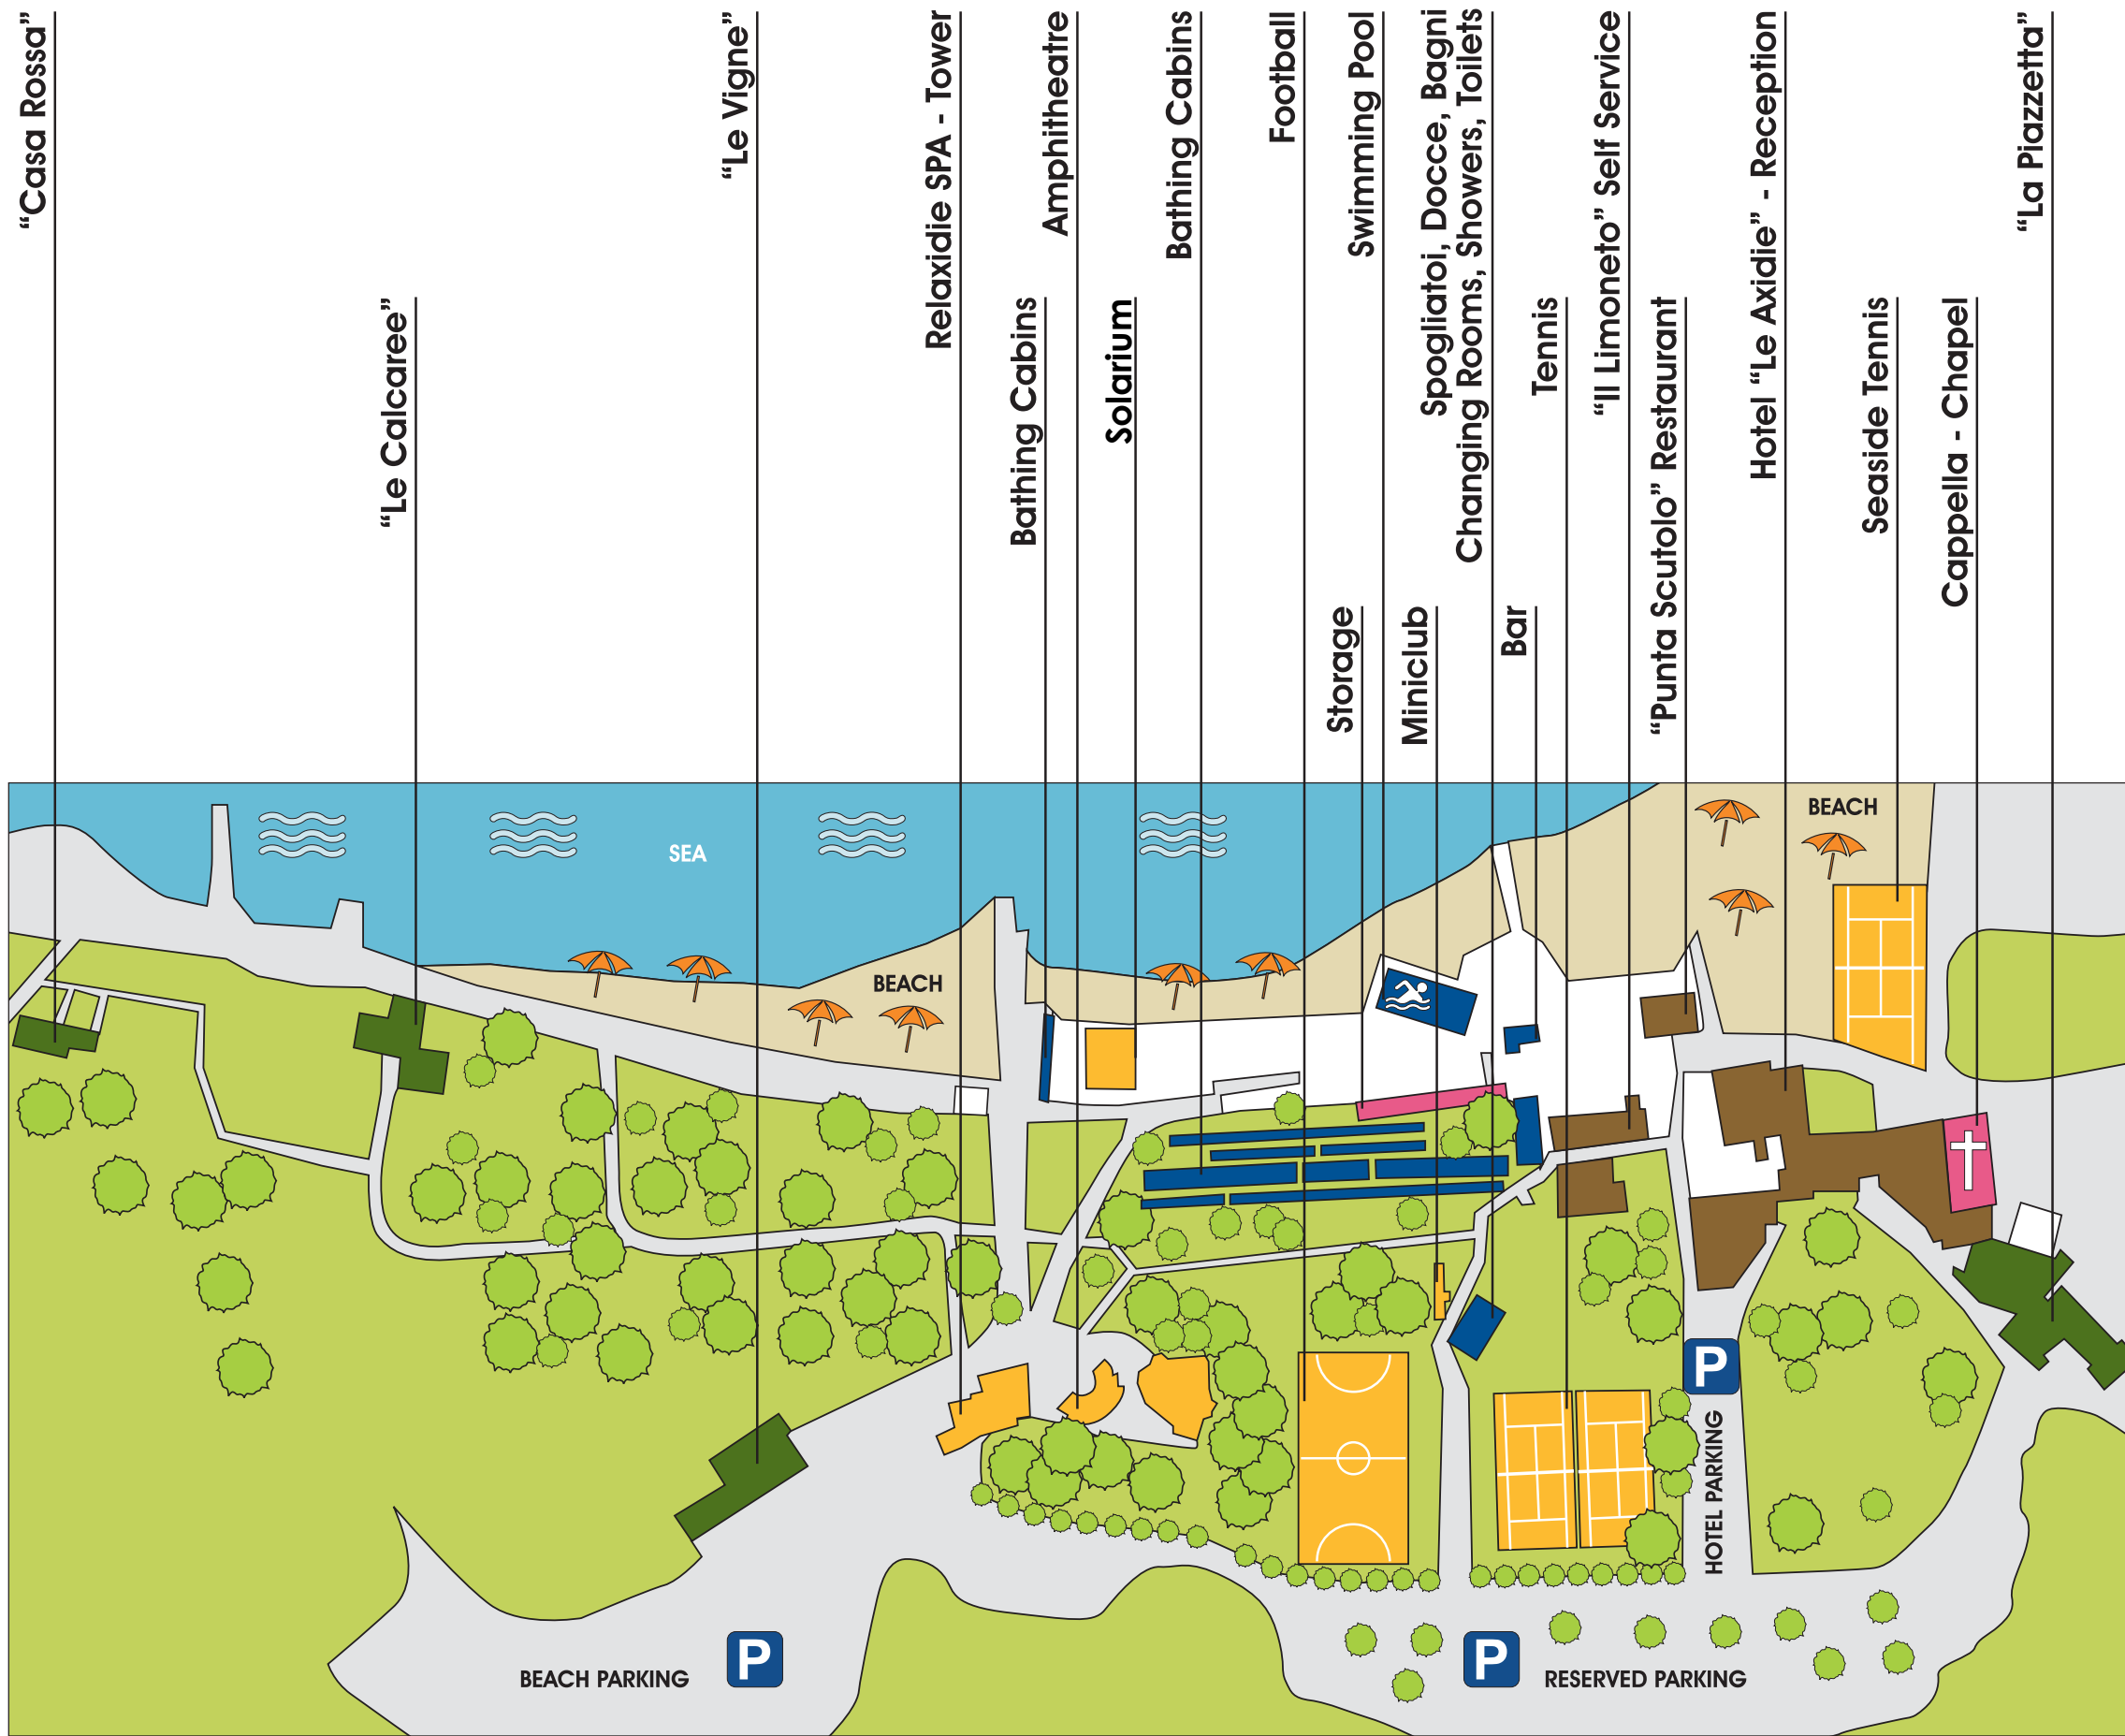 “Casa Rossa”
“Le Calcaree”
“Le Vigne”
Relaxidie SPA - Tower
Bathing Cabins
Amphitheatre
Solarium
Bathing Cabins
Football
Storage
Swimming Pool
Miniclub
Spogliatoi, Docce, Bagni
Changing Rooms, Showers, Toilets
Bar
Tennis
“Il Limoneto” Self Service
“Punta Scutolo” Restaurant
Hotel “Le Axidie” - Reception
Seaside Tennis
Cappella - Chapel
“La Piazzetta”
BEACH
SEA
BEACH
P
HOTEL PARKING
BEACH PARKING
P
P
RESERVED PARKING